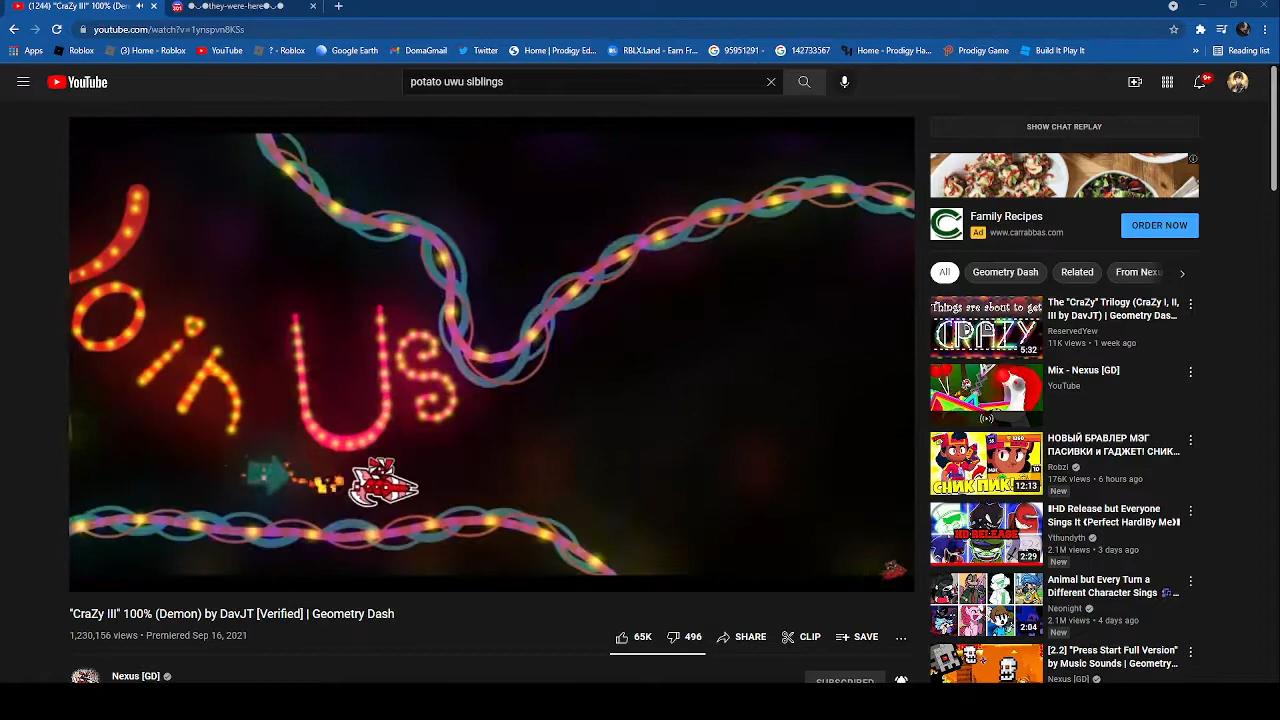 (1244) "CraZy III" 100% (Dem
they-were-here
youtube.com/watch?v=1ynspvn8KSs
Apps Roblox (3) Home - Roblox YouTube ? - Roblox Google Earth DomaGmail Twitter Home | Prodigy Ed... RBLX.Land - Earn Fr... 95951291 - 142733567 Home - Prodigy Ha... Prodigy Game Build It Play It » Reading list
YouTube
potato uwu siblings
9+
SHOW CHAT REPLAY
Family Recipes
Ad www.carrabbas.com
ORDER NOW
All Geometry Dash Related From Nexu
oin Us
Things are about to get
CRAZY
5:32
The "CraZy" Trilogy (CraZy I, II,
III by DavJT) | Geometry Das...
ReservedYew
11K views • 1 week ago
Mix - Nexus [GD]
YouTube
СНИК ПИК!
12:13
НОВЫЙ БРАВЛЕР МЭГ
ПАСИВКИ и ГАДЖЕТ! СНИК...
Robzi
176K views • 6 hours ago
New
HD RELEASE
2:29
HD Release but Everyone
Sings It (Perfect Hard By Me)
Ythundyth
2.1M views • 3 days ago
New
2:04
Animal but Every Turn a
Different Character Sings
Neonight
2.1M views • 4 days ago
New
[2.2] "Press Start Full Version"
by Music Sounds | Geometry...
Nexus [GD]
"CraZy III" 100% (Demon) by DavJT [Verified] | Geometry Dash
1,230,156 views • Premiered Sep 16, 2021
65K 496 SHARE CLIP SAVE ...
Nexus [GD]
SUBSCRIBED